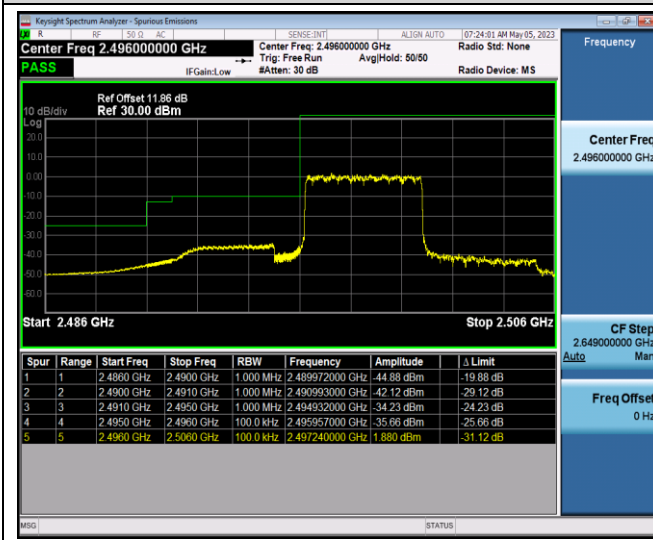 Keysight Spectrum Analyzer - Spurious Emissions
R RF 50 Ω AC SENSE:INT ALIGN AUTO 07:24:01 AM May 05, 2023
Center Freq 2.496000000 GHz
Center Freq: 2.496000000 GHz Radio Std: None
Trig: Free Run Avg|Hold: 50/50
PASS IFGain:Low #Atten: 30 dB Radio Device: MS
Frequency
Ref Offset 11.86 dB
10 dB/div Ref 30.00 dBm
Log
20.0
10.0
0.00
-10.0
-20.0
-30.0
-40.0
-50.0
-60.0
Start 2.486 GHz Stop 2.506 GHz
Center Freq
2.496000000 GHz
CF Step
2.649000000 GHz
Auto Man
Freq Offset
0 Hz
Spur Range Start Freq Stop Freq RBW Frequency Amplitude Δ Limit
1 1 2.4860 GHz 2.4900 GHz 1.000 MHz 2.489972000 GHz -44.88 dBm -19.88 dB
2 2 2.4900 GHz 2.4910 GHz 1.000 MHz 2.490993000 GHz -42.12 dBm -29.12 dB
3 3 2.4910 GHz 2.4950 GHz 1.000 MHz 2.494932000 GHz -34.23 dBm -24.23 dB
4 4 2.4950 GHz 2.4960 GHz 100.0 kHz 2.495957000 GHz -35.66 dBm -25.66 dB
5 5 2.4960 GHz 2.5060 GHz 100.0 kHz 2.497240000 GHz 1.880 dBm -31.12 dB
MSG STATUS